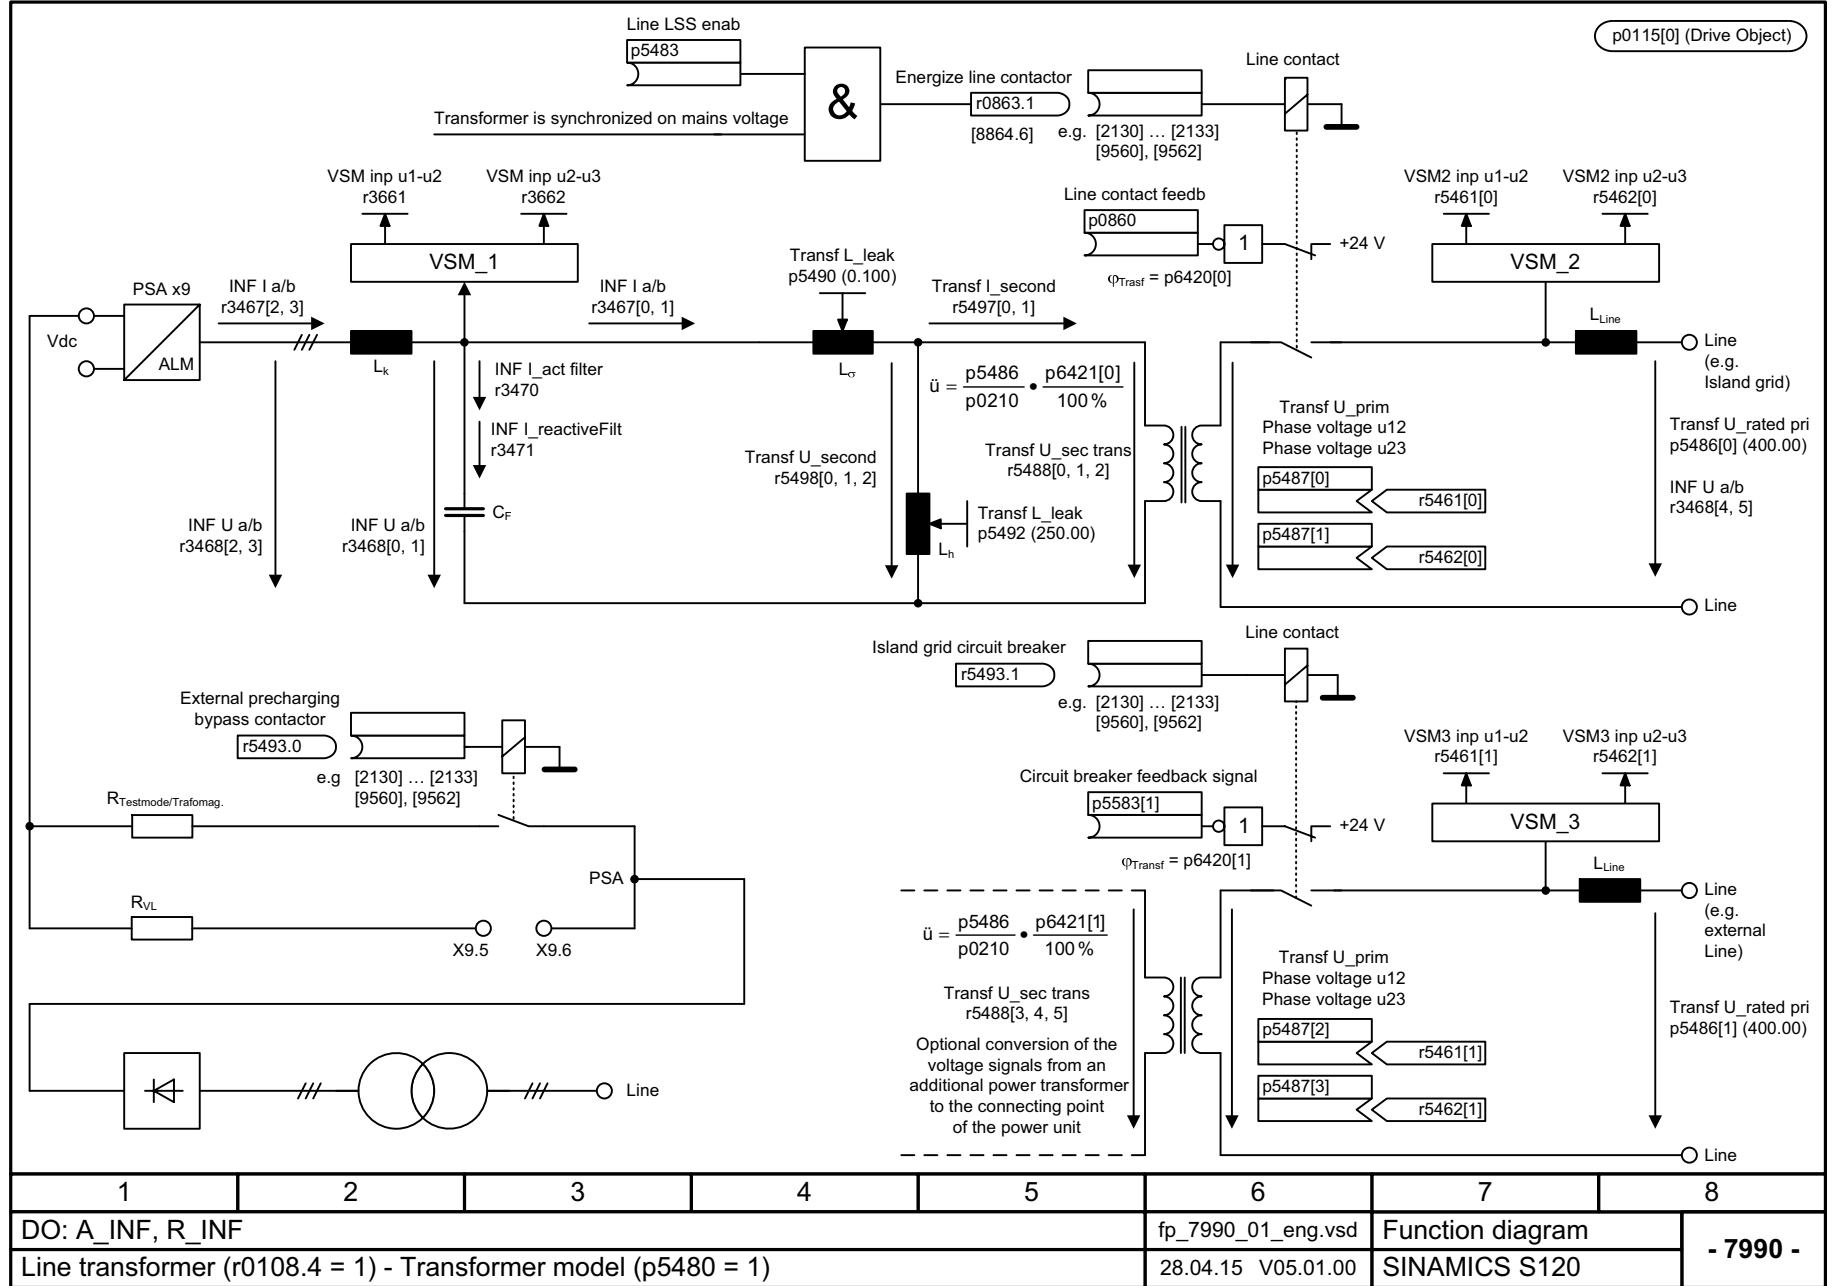 Line LSS enab
p5483
p0115[0] (Drive Object)
&
Transformer is synchronized on mains voltage
Energize line contactor
r0863.1
[8864.6]
e.g. [2130] … [2133]
[9560], [9562]
Line contact
VSM inp u1-u2
r3661
VSM inp u2-u3
r3662
VSM_1
Line contact feedb
p0860
1
+24 V
φTrasf = p6420[0]
VSM2 inp u1-u2
r5461[0]
VSM2 inp u2-u3
r5462[0]
VSM_2
PSA x9
Vdc
ALM
INF I a/b
r3467[2, 3]
Lk
INF I a/b
r3467[0, 1]
Transf L_leak
p5490 (0.100)
Lσ
Transf I_second
r5497[0, 1]
LLine
Line
(e.g.
Island grid)
INF I_act filter
r3470
INF I_reactiveFilt
r3471
CF
INF U a/b
r3468[2, 3]
INF U a/b
r3468[0, 1]
Transf U_second
r5498[0, 1, 2]
ü = p5486 / p0210 • p6421[0] / 100 %
Transf U_sec trans
r5488[0, 1, 2]
Transf L_leak
p5492 (250.00)
Lh
Transf U_prim
Phase voltage u12
Phase voltage u23
p5487[0]
r5461[0]
p5487[1]
r5462[0]
Transf U_rated pri
p5486[0] (400.00)
INF U a/b
r3468[4, 5]
Line
Island grid circuit breaker
r5493.1
e.g. [2130] … [2133]
[9560], [9562]
Line contact
External precharging
bypass contactor
r5493.0
e.g [2130] … [2133]
[9560], [9562]
RTestmode/Trafomag.
RVL
X9.5
X9.6
PSA
Line
Circuit breaker feedback signal
p5583[1]
1
+24 V
φTransf = p6420[1]
VSM3 inp u1-u2
r5461[1]
VSM3 inp u2-u3
r5462[1]
VSM_3
LLine
Line
(e.g.
external
Line)
ü = p5486 / p0210 • p6421[1] / 100 %
Transf U_sec trans
r5488[3, 4, 5]
Optional conversion of the
voltage signals from an
additional power transformer
to the connecting point
of the power unit
Transf U_prim
Phase voltage u12
Phase voltage u23
p5487[2]
r5461[1]
p5487[3]
r5462[1]
Transf U_rated pri
p5486[1] (400.00)
Line
1 2 3 4 5 6 7 8
DO: A_INF, R_INF
fp_7990_01_eng.vsd
Function diagram
- 7990 -
Line transformer (r0108.4 = 1) - Transformer model (p5480 = 1)
28.04.15 V05.01.00
SINAMICS S120